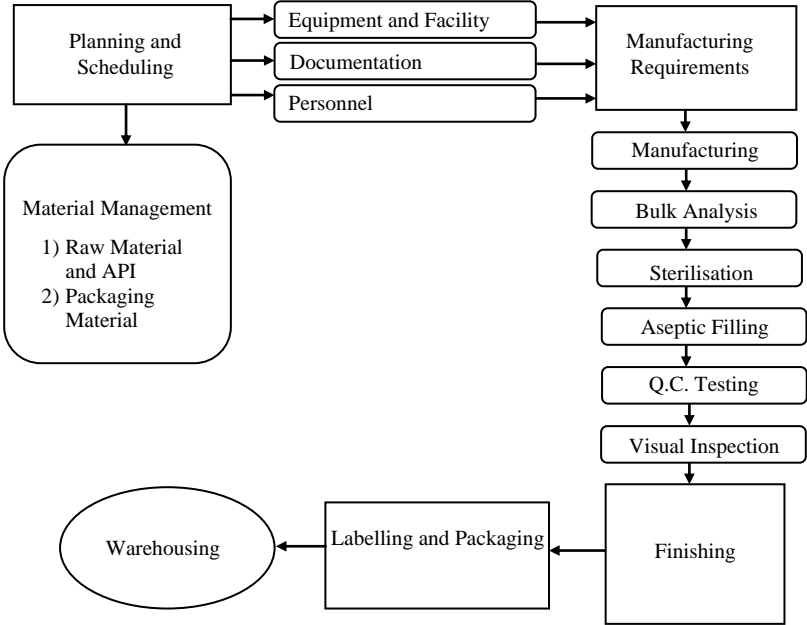 Planning and
Scheduling
Equipment and Facility
Documentation
Personnel
Manufacturing
Requirements
Material Management
1) Raw Material
and API
2) Packaging
Material
Manufacturing
Bulk Analysis
Sterilisation
Aseptic Filling
Q.C. Testing
Visual Inspection
Finishing
Labelling and Packaging
Warehousing